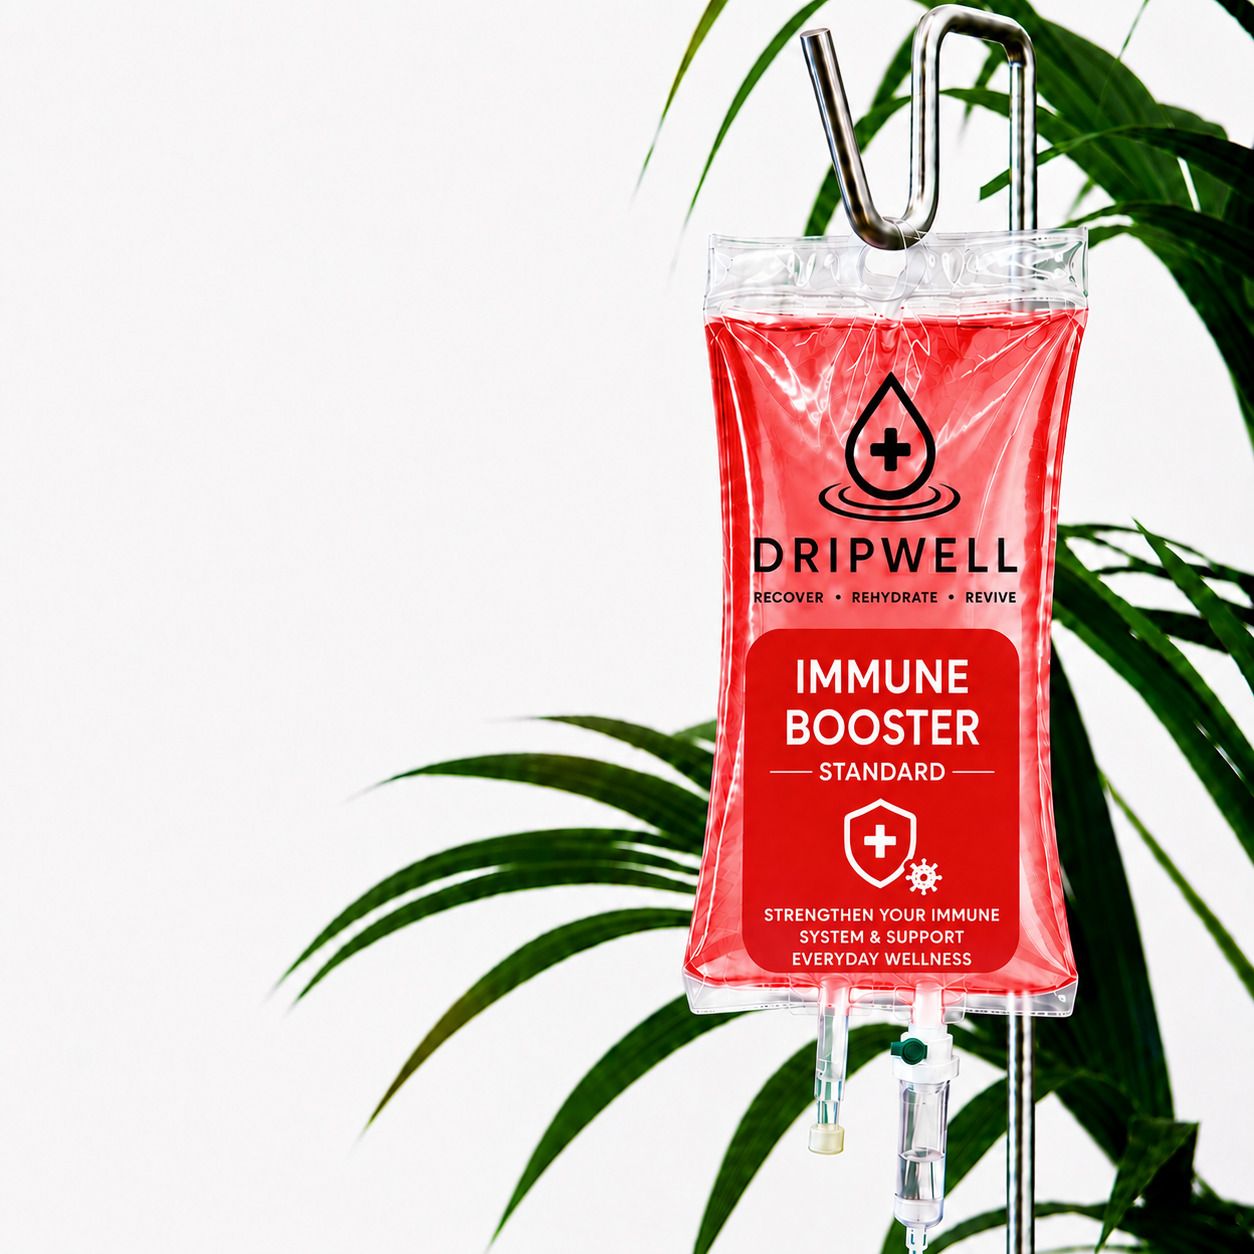 DRIPWELL
RECOVER • REHYDRATE • REVIVE
IMMUNE
BOOSTER
STANDARD
STRENGTHEN YOUR IMMUNE
SYSTEM & SUPPORT
EVERYDAY WELLNESS